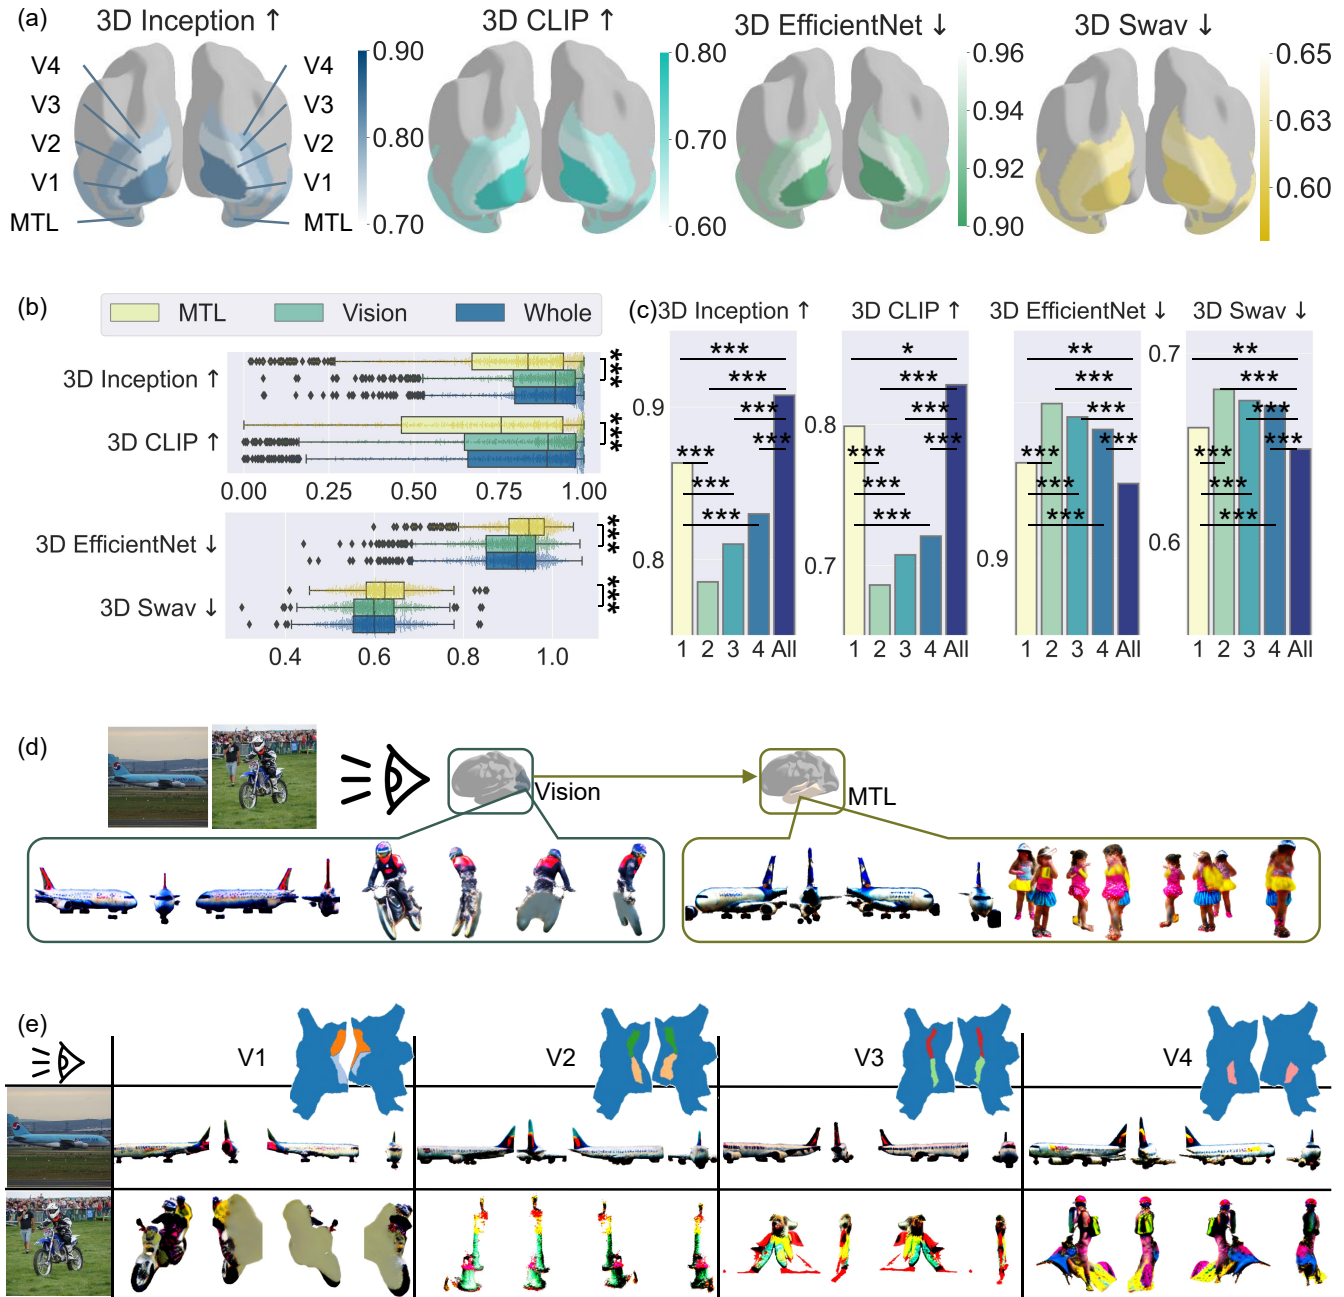 (a)
3D Inception ↑
3D CLIP ↑
3D EfficientNet ↓
3D Swav ↓
V4
V3
V2
V1
MTL
V4
V3
V2
V1
MTL
0.90
0.80
0.70
0.80
0.70
0.60
0.96
0.94
0.92
0.90
0.65
0.63
0.60
(b)
MTL
Vision
Whole
3D Inception ↑
***
3D CLIP ↑
***
0.00
0.25
0.50
0.75
1.00
3D EfficientNet ↓
***
3D Swav ↓
***
0.4
0.6
0.8
1.0
(c)
3D Inception ↑
0.9
0.8
***
***
***
***
***
***
***
1 2 3 4 All
3D CLIP ↑
0.8
0.7
*
***
***
***
***
***
***
1 2 3 4 All
3D EfficientNet ↓
0.9
**
***
***
***
***
***
***
1 2 3 4 All
3D Swav ↓
0.7
0.6
**
***
***
***
***
***
***
1 2 3 4 All
(d)
Vision
MTL
(e)
V1
V2
V3
V4